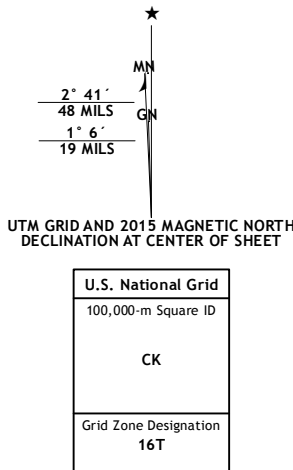 ★
MN
2° 41´
48 MILS
GN
1° 6´
19 MILS
UTM GRID AND 2015 MAGNETIC NORTH
DECLINATION AT CENTER OF SHEET
U.S. National Grid
100,000-m Square ID
CK
Grid Zone Designation
16T